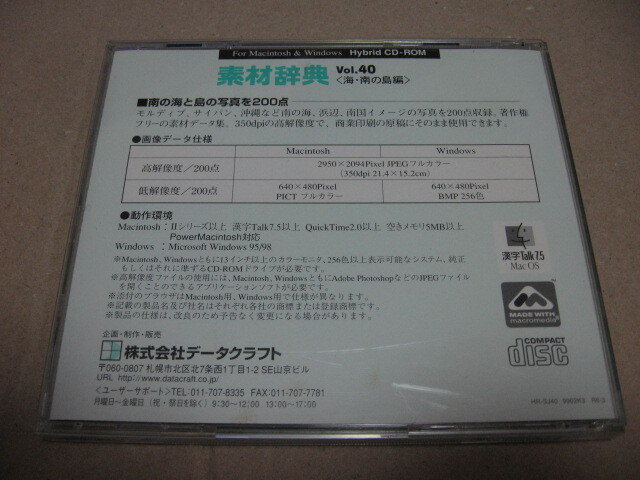 For Macintosh & Windows Hybrid CD-ROM
素材辞典 Vol.40
〈海・南の島編〉
■南の海と島の写真を200点
モルディブ、サイパン、沖縄など南の海、浜辺、南国イメージの写真を200点収録。著作権
フリーの素材データ集。350dpiの高解像度で、商業印刷の原稿にそのまま使用できます。
●画像データ仕様
Macintosh Windows
高解像度／200点 2950×2094Pixel JPEGフルカラー
(350dpi 21.4×15.2cm)
低解像度／200点 640×480Pixel 640×480Pixel
PICT フルカラー BMP 256色
●動作環境
Macintosh：IIシリーズ以上 漢字Talk7.5以上 QuickTime2.0以上 空きメモリ5MB以上
PowerMacintosh対応
Windows：Microsoft Windows 95/98
※Macintosh、Windowsともに13インチ以上のカラーモニタ、256色以上表示可能なシステム、純正
もしくはそれに準ずるCD-ROMドライブが必要です。
※高解像度ファイルの使用には、Macintosh、WindowsともにAdobe PhotoshopなどのJPEGファイル
を開くことのできるアプリケーションソフトが必要です。
※添付のブラウザはMacintosh用、Windows用で仕様が異なります。
※記載の製品名及び社名はそれぞれ各社の商標または登録商標です。
※製品の仕様は、改良のため予告なく変更になる場合があります。
漢字Talk 7.5
Mac OS
MADE WITH
macromedia
COMPACT
disc
企画・制作・販売
株式会社データクラフト
〒060-0807 札幌市北区北7条西1丁目1-2 SE山京ビル
URL http://www.datacraft.co.jp/
〈ユーザーサポート〉TEL:011-707-8335 FAX:011-707-7781
月曜日〜金曜日（祝・祭日を除く）9:30〜12:00 13:00〜17:00